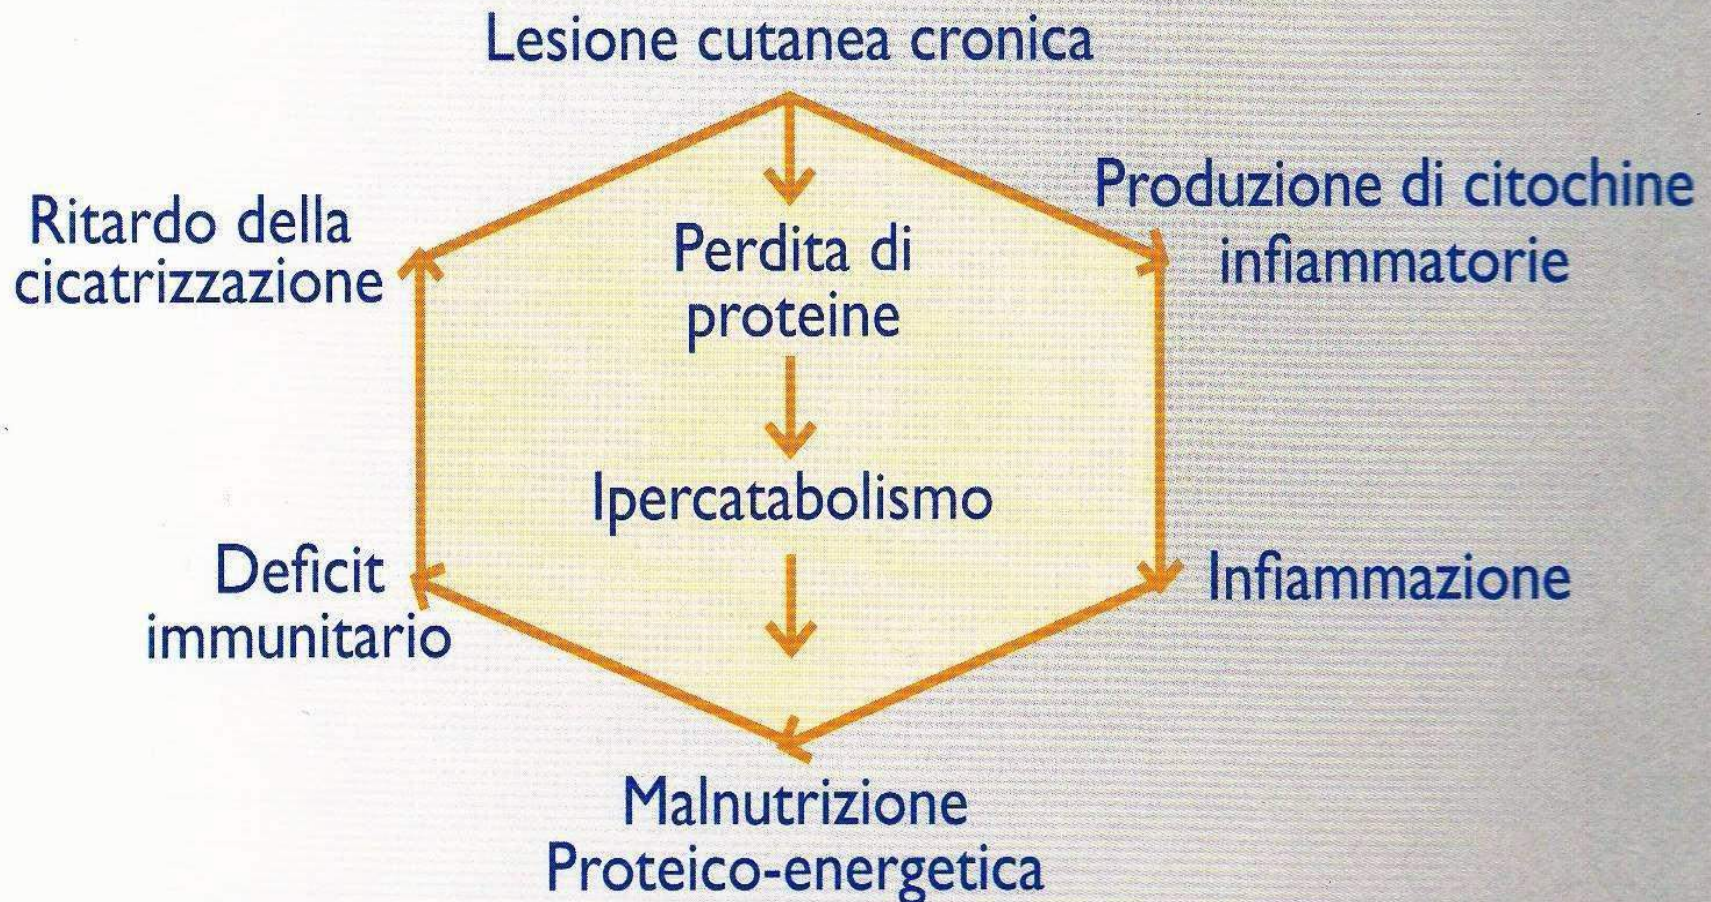 Lesione cutanea cronica
Produzione di citochine
infiammatorie
Ritardo della
cicatrizzazione
Perdita di
proteine
Ipercatabolismo
Deficit
immunitario
Infiammazione
Malnutrizione
Proteico-energetica